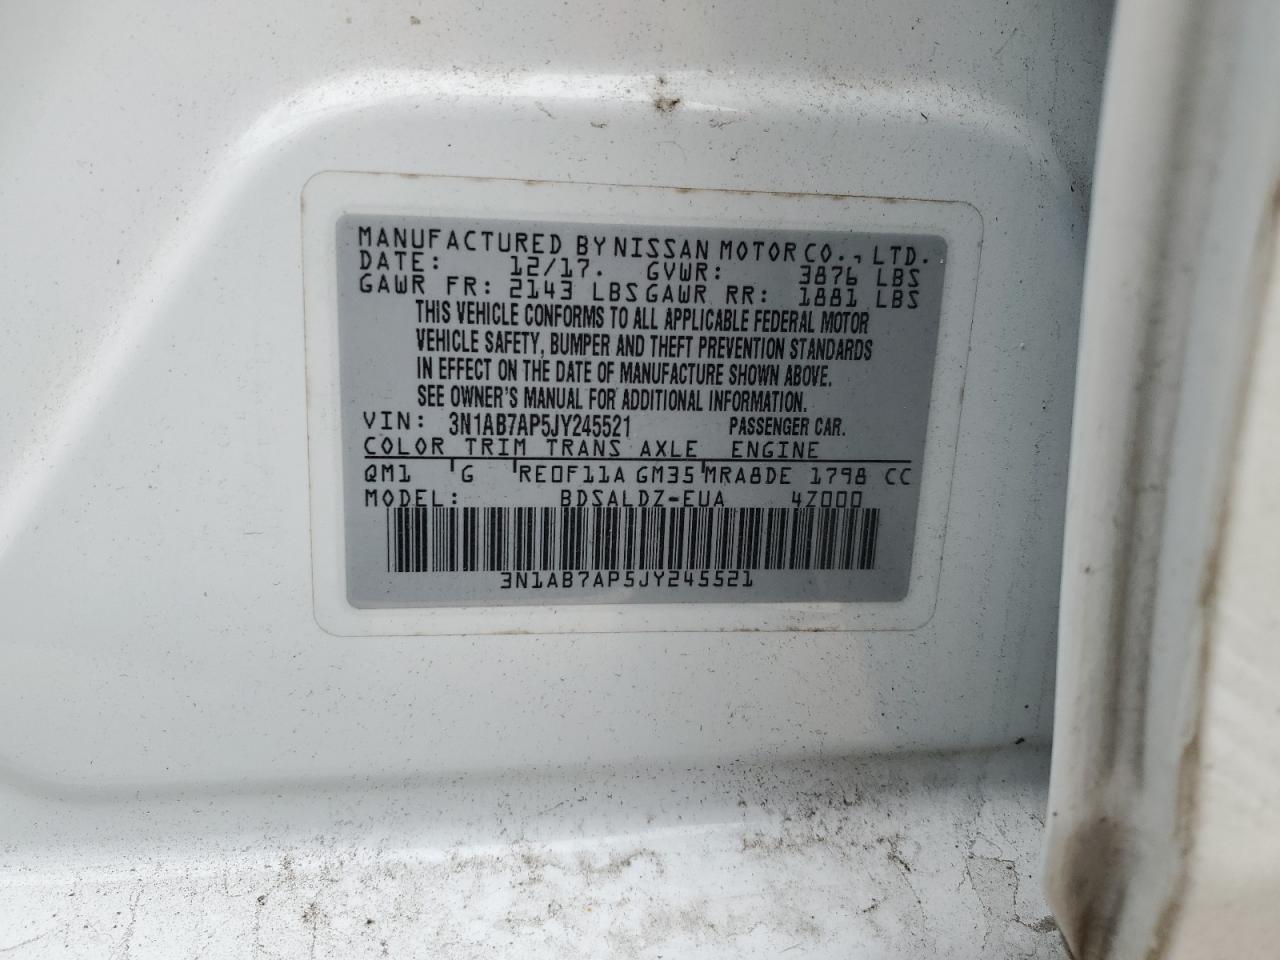 MANUFACTURED BY NISSAN MOTOR CO., LTD.
DATE: 12/17. GVWR: 3876 LBS
GAWR FR: 2143 LBS GAWR RR: 1881 LBS
THIS VEHICLE CONFORMS TO ALL APPLICABLE FEDERAL MOTOR
VEHICLE SAFETY, BUMPER AND THEFT PREVENTION STANDARDS
IN EFFECT ON THE DATE OF MANUFACTURE SHOWN ABOVE.
SEE OWNER'S MANUAL FOR ADDITIONAL INFORMATION.
VIN: 3N1AB7AP5JY245521 PASSENGER CAR.
COLOR TRIM TRANS AXLE ENGINE
QM1 G RE0F11A GM35 MRA8DE 1798 CC
MODEL: BDSALDZ-EUA 4Z000
3N1AB7AP5JY245521